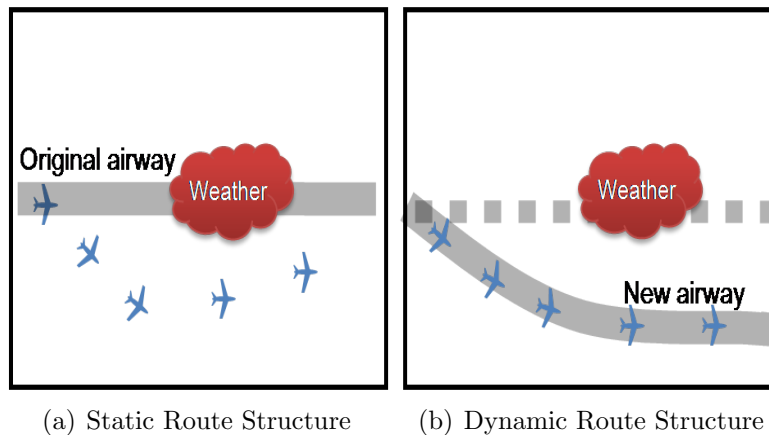 Original airway
Weather
Weather
New airway
(a) Static Route Structure
(b) Dynamic Route Structure